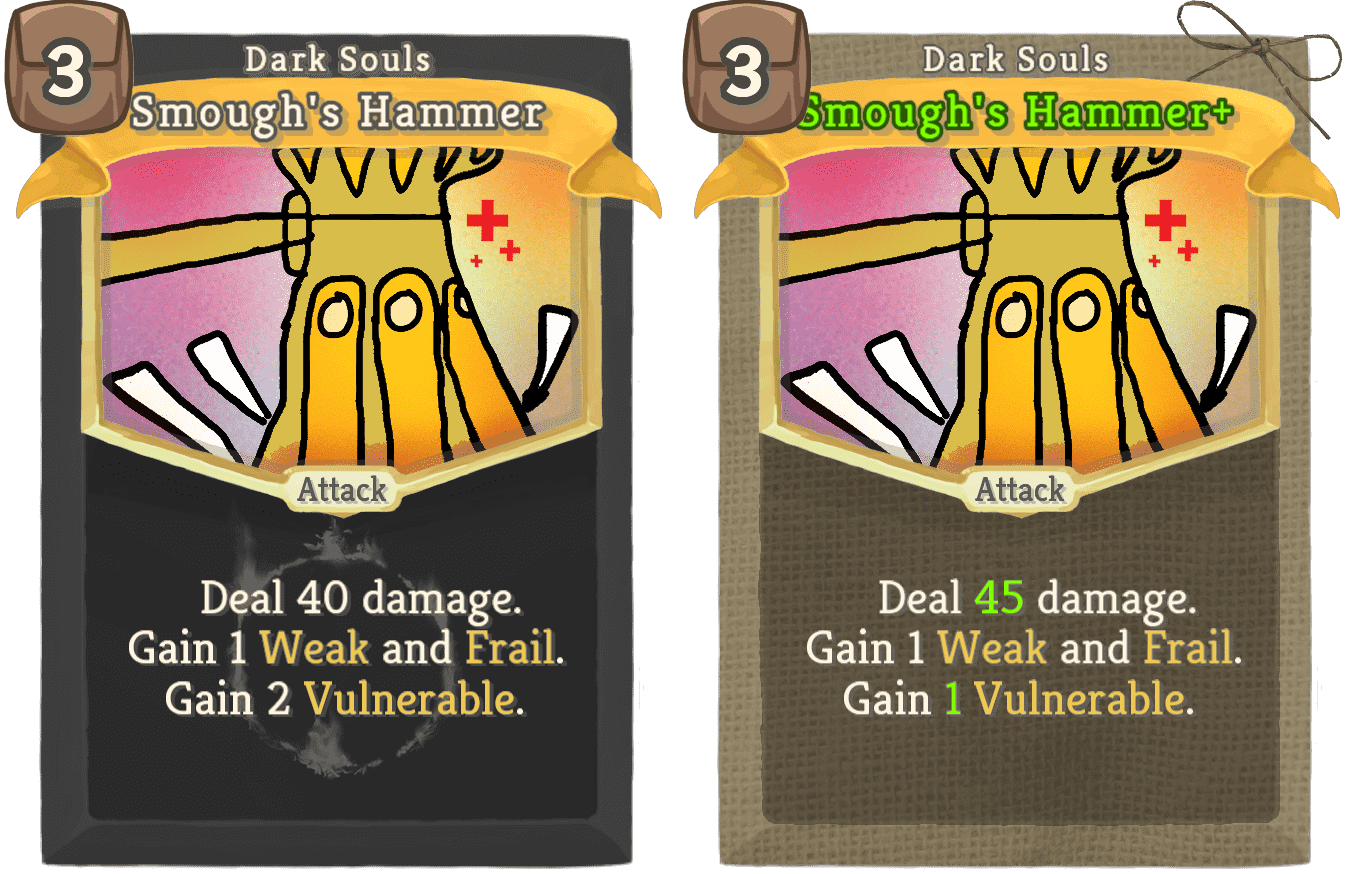 3
Dark Souls
Smough's Hammer
Attack
Deal 40 damage.
Gain 1 Weak and Frail.
Gain 2 Vulnerable.
3
Dark Souls
Smough's Hammer+
Attack
Deal 45 damage.
Gain 1 Weak and Frail.
Gain 1 Vulnerable.